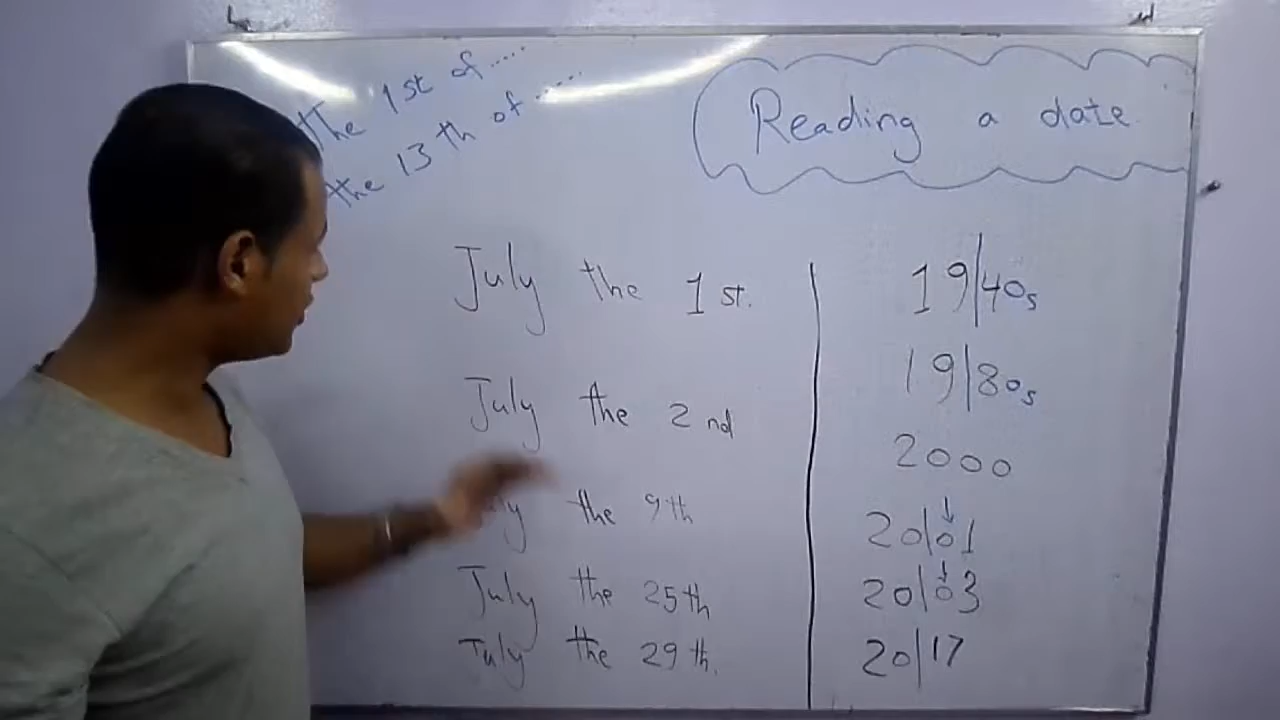 The 1st of .....
the 13th of .....
Reading a date
July the 1st.
July the 2nd
July the 9th
July the 25th
July the 29th.
19|40s
19|80s
2000
20|01
20|03
20|17